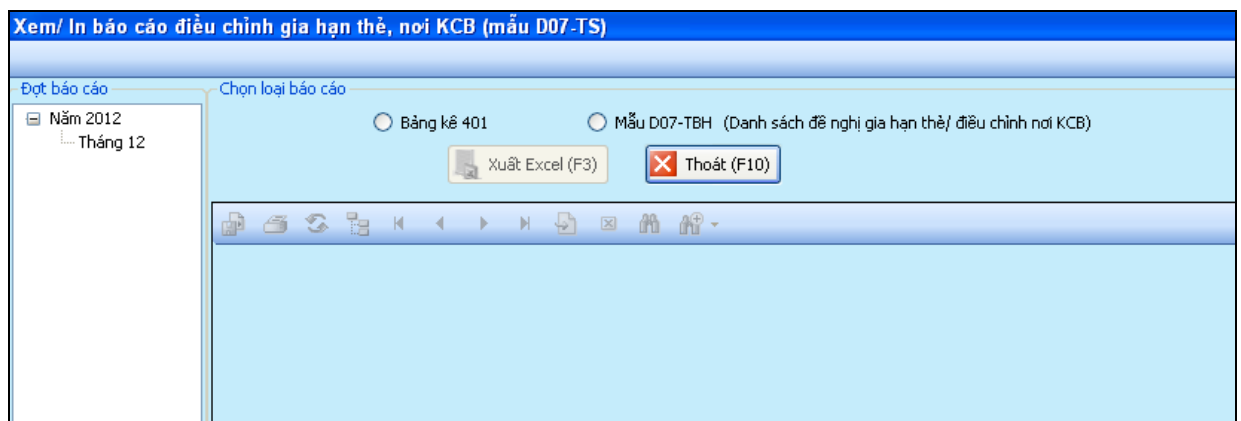 Xem/ In báo cáo điều chỉnh gia hạn thẻ, nơi KCB (mẫu D07-TS)
Đợt báo cáo
Chọn loại báo cáo
Năm 2012
Tháng 12
Bảng kê 401
Mẫu D07-TBH (Danh sách đề nghị gia hạn thẻ/ điều chỉnh nơi KCB)
Xuất Excel (F3)
Thoát (F10)